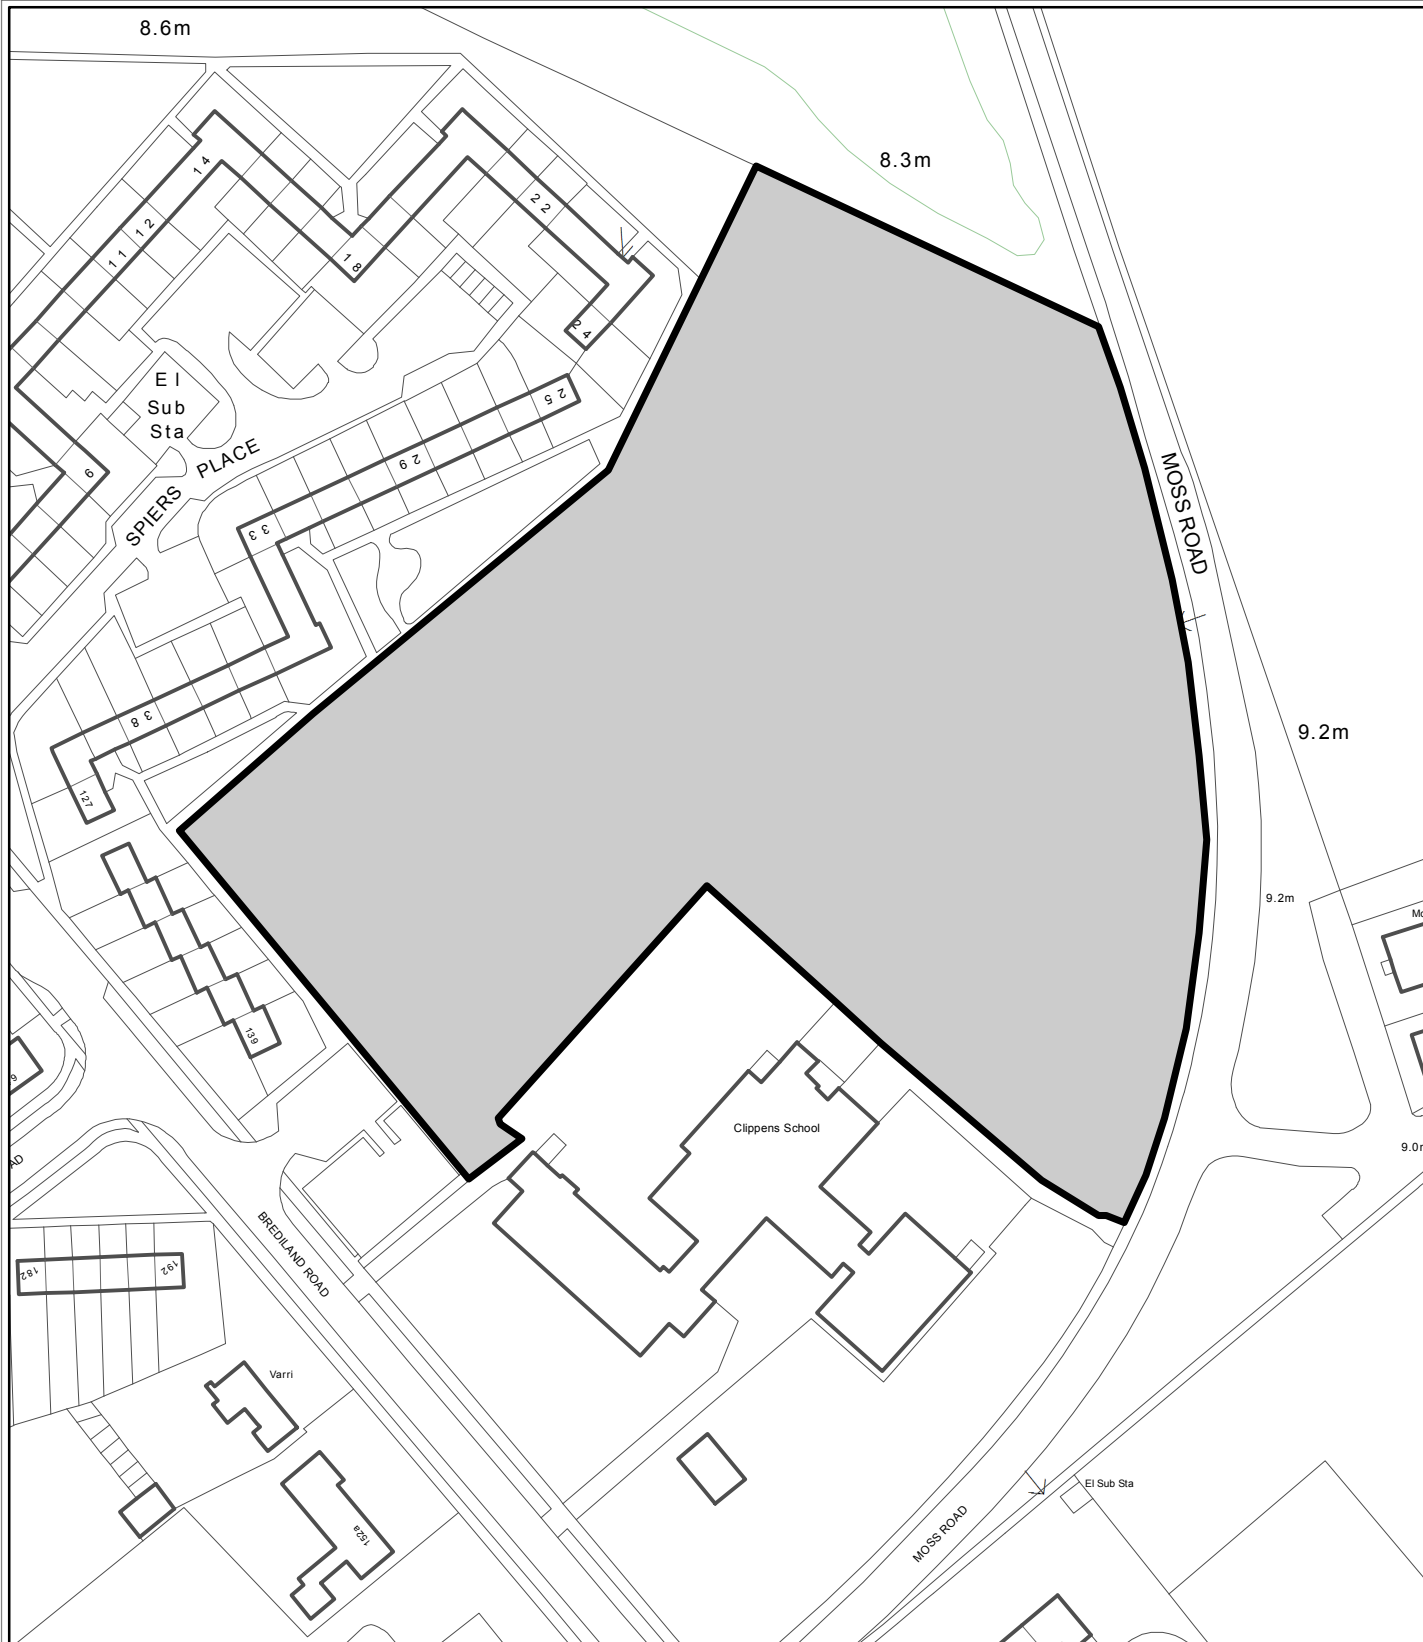 8.6m
8.3m
14
22
11 12
18
24
El
Sub
Sta
25
29
9
SPIERS PLACE
33
MOSS ROAD
38
9.2m
127
9.2m
139
Clippens School
BREDILAND ROAD
182
192
Varri
152a
El Sub Sta
MOSS ROAD